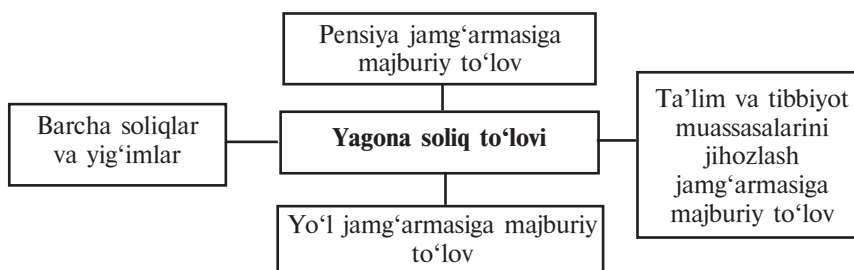 Pensiya jamg‘armasiga
majburiy to‘lov
Barcha soliqlar
va yig‘imlar
Yagona soliq to‘lovi
Ta’lim va tibbiyot
muassasalarini
jihozlash
jamg‘armasiga
majburiy to‘lov
Yo‘l jamg‘armasiga majburiy
to‘lov